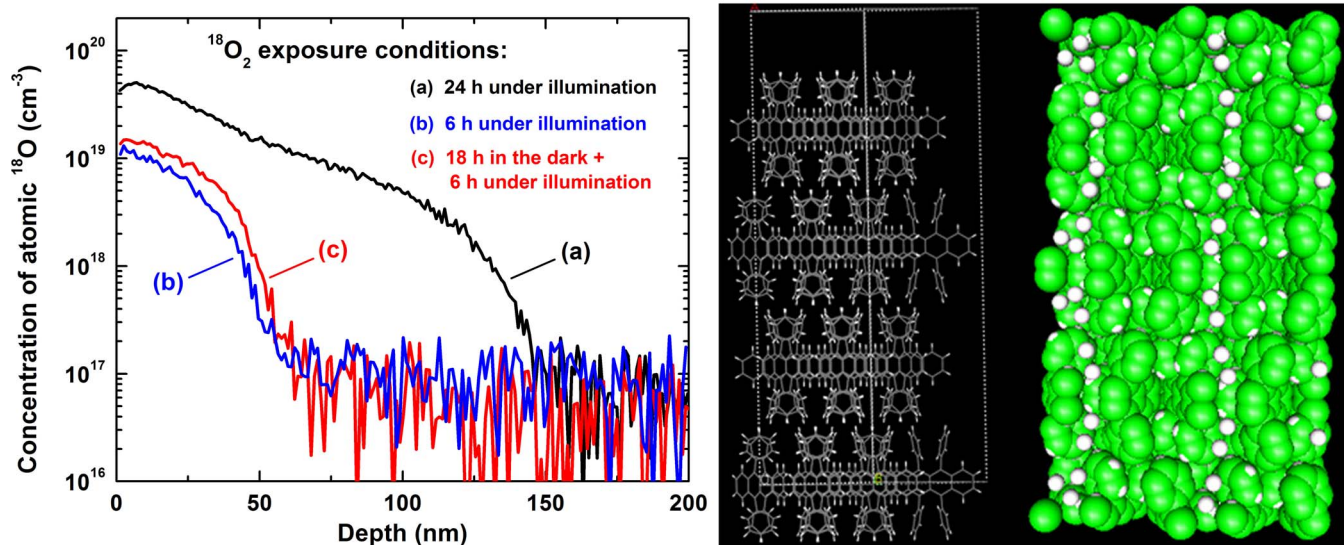 ¹⁸O₂ exposure conditions:
(a) 24 h under illumination
(b) 6 h under illumination
(c) 18 h in the dark +
6 h under illumination
(a)
(b)
(c)
Concentration of atomic ¹⁸O (cm⁻³)
10²⁰
10¹⁹
10¹⁸
10¹⁷
10¹⁶
0 50 100 150 200
Depth (nm)